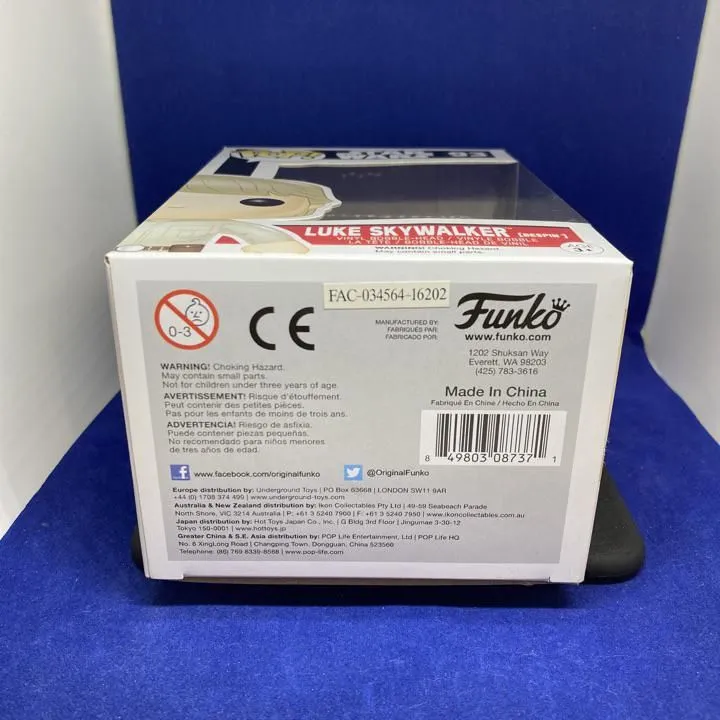 POP!
STAR
WARS
93
LUKE SKYWALKER™ [BESPIN™]
VINYL BOBBLE-HEAD / VINYLE BOBBLE
LA TÊTE / BOBBLE-HEAD DE VINIL
WARNING: Choking Hazard.
May contain small parts.
AGE
3+
FAC-034564-16202
0-3
CE
MANUFACTURED BY:
FABRIQUÉS PAR:
FABRICADO POR:
Funko
www.funko.com
1202 Shuksan Way
Everett, WA 98203
(425) 783-3616
WARNING! Choking Hazard.
May contain small parts.
Not for children under three years of age.
AVERTISSEMENT! Risque d'étouffement.
Peut contenir des petites pièces.
Pas pour les enfants de moins de trois ans.
ADVERTENCIA! Riesgo de asfixia.
Puede contener piezas pequeñas.
No recomendado para niños menores
de tres años de edad.
Made In China
Fabriqué En Chine / Hecho En China
8 49803 08737 1
f www.facebook.com/originalfunko
@OriginalFunko
Europe distribution by: Underground Toys | PO Box 63668 | LONDON SW11 9AR
+44 (0) 1708 374 499 | www.underground-toys.com
Australia & New Zealand distribution by: Ikon Collectables Pty Ltd | 49-59 Seabeach Parade
North Shore, VIC 3214 Australia | P: +61 3 5240 7960 | F: +61 3 5240 7950 | www.ikoncollectables.com.au
Japan distribution by: Hot Toys Japan Co., Inc. | G Bldg 3rd Floor | Jingumae 3-30-12
Tokyo 150-0001 | www.hottoys.jp
Greater China & S.E. Asia distribution by: POP Life Entertainment, Ltd | POP Life HQ
No. 8 XingLong Road | Changping Town, Dongguan, China 523560
Telephone: (86) 769 8339-8588 | www.pop-life.com